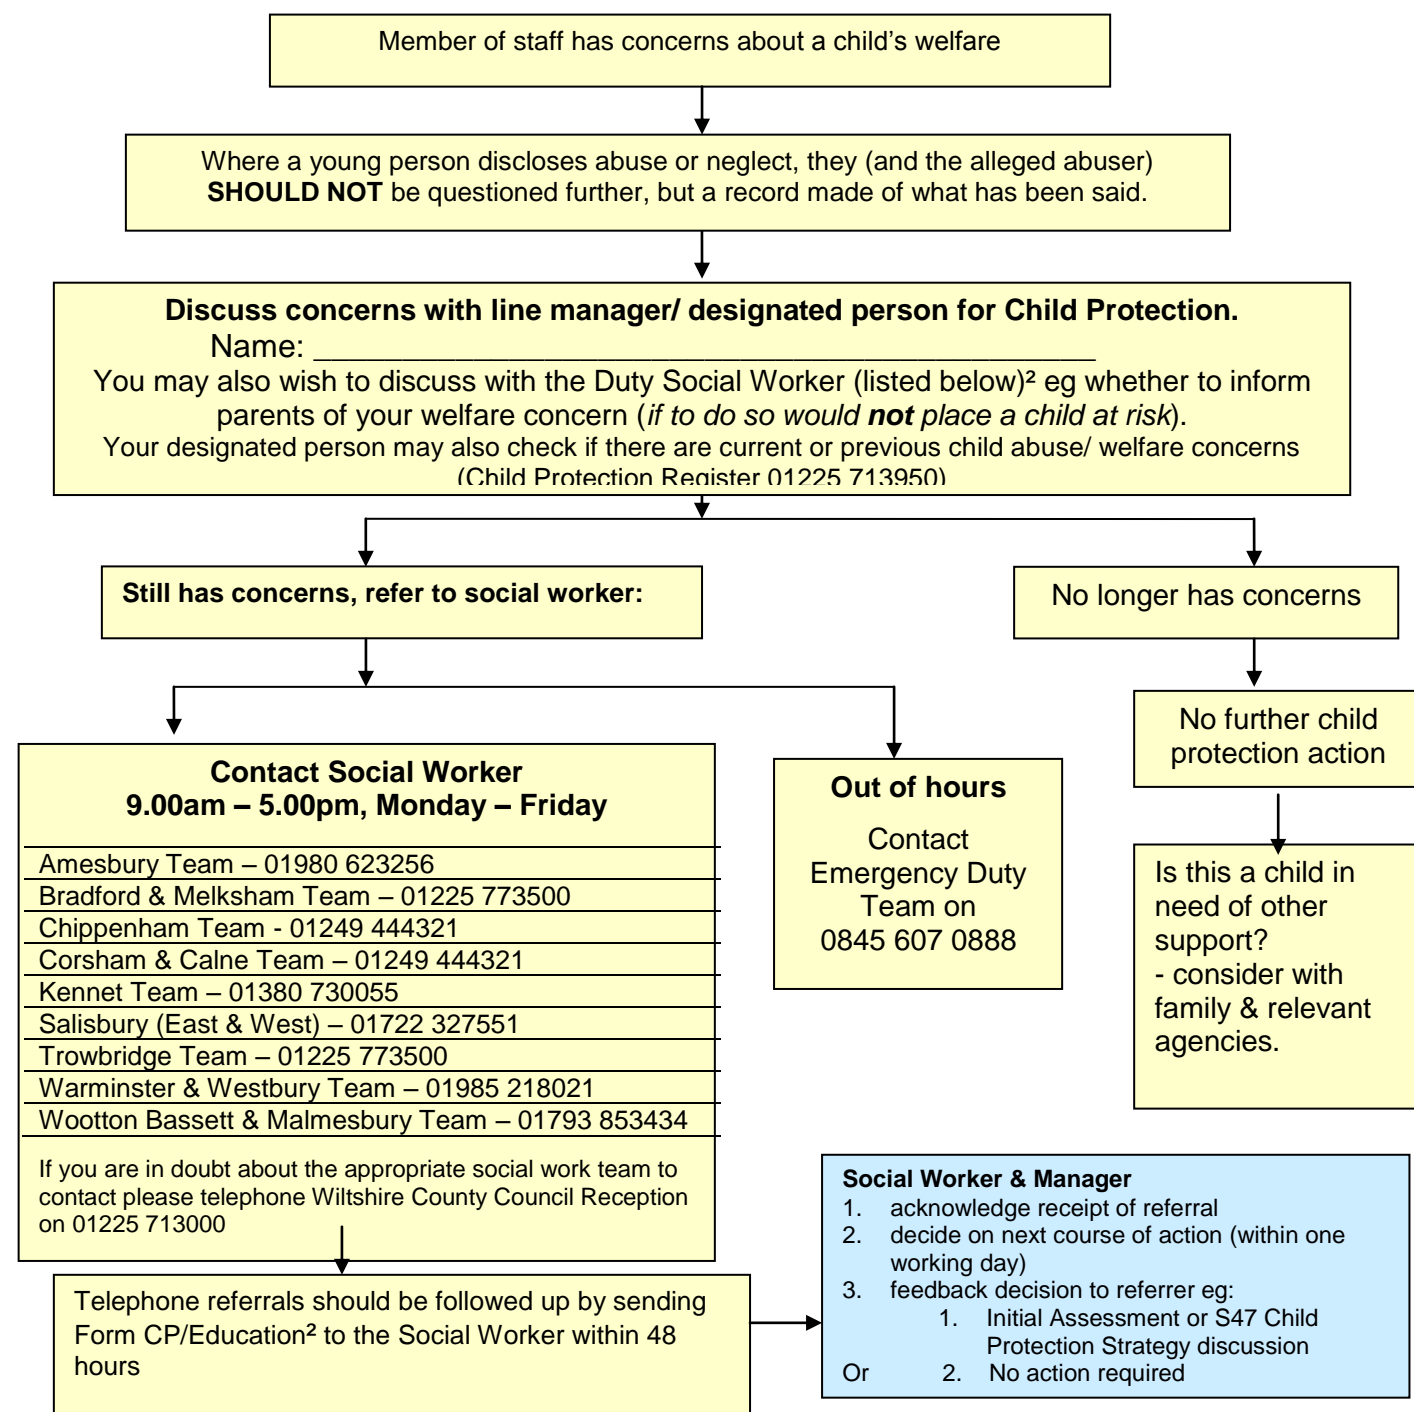 Member of staff has concerns about a child’s welfare
Where a young person discloses abuse or neglect, they (and the alleged abuser)
SHOULD NOT be questioned further, but a record made of what has been said.
Discuss concerns with line manager/ designated person for Child Protection.
Name: _______________________________________________
You may also wish to discuss with the Duty Social Worker (listed below)² eg whether to inform
parents of your welfare concern (if to do so would not place a child at risk).
Your designated person may also check if there are current or previous child abuse/ welfare concerns
(Child Protection Register 01225 713950)
Still has concerns, refer to social worker:
No longer has concerns
No further child
protection action
Contact Social Worker
9.00am – 5.00pm, Monday – Friday
Amesbury Team – 01980 623256
Bradford & Melksham Team – 01225 773500
Chippenham Team - 01249 444321
Corsham & Calne Team – 01249 444321
Kennet Team – 01380 730055
Salisbury (East & West) – 01722 327551
Trowbridge Team – 01225 773500
Warminster & Westbury Team – 01985 218021
Wootton Bassett & Malmesbury Team – 01793 853434
If you are in doubt about the appropriate social work team to
contact please telephone Wiltshire County Council Reception
on 01225 713000
Out of hours
Contact
Emergency Duty
Team on
0845 607 0888
Is this a child in
need of other
support?
- consider with
family & relevant
agencies.
Telephone referrals should be followed up by sending
Form CP/Education² to the Social Worker within 48
hours
Social Worker & Manager
1. acknowledge receipt of referral
2. decide on next course of action (within one
working day)
3. feedback decision to referrer eg:
1. Initial Assessment or S47 Child
Protection Strategy discussion
Or 2. No action required